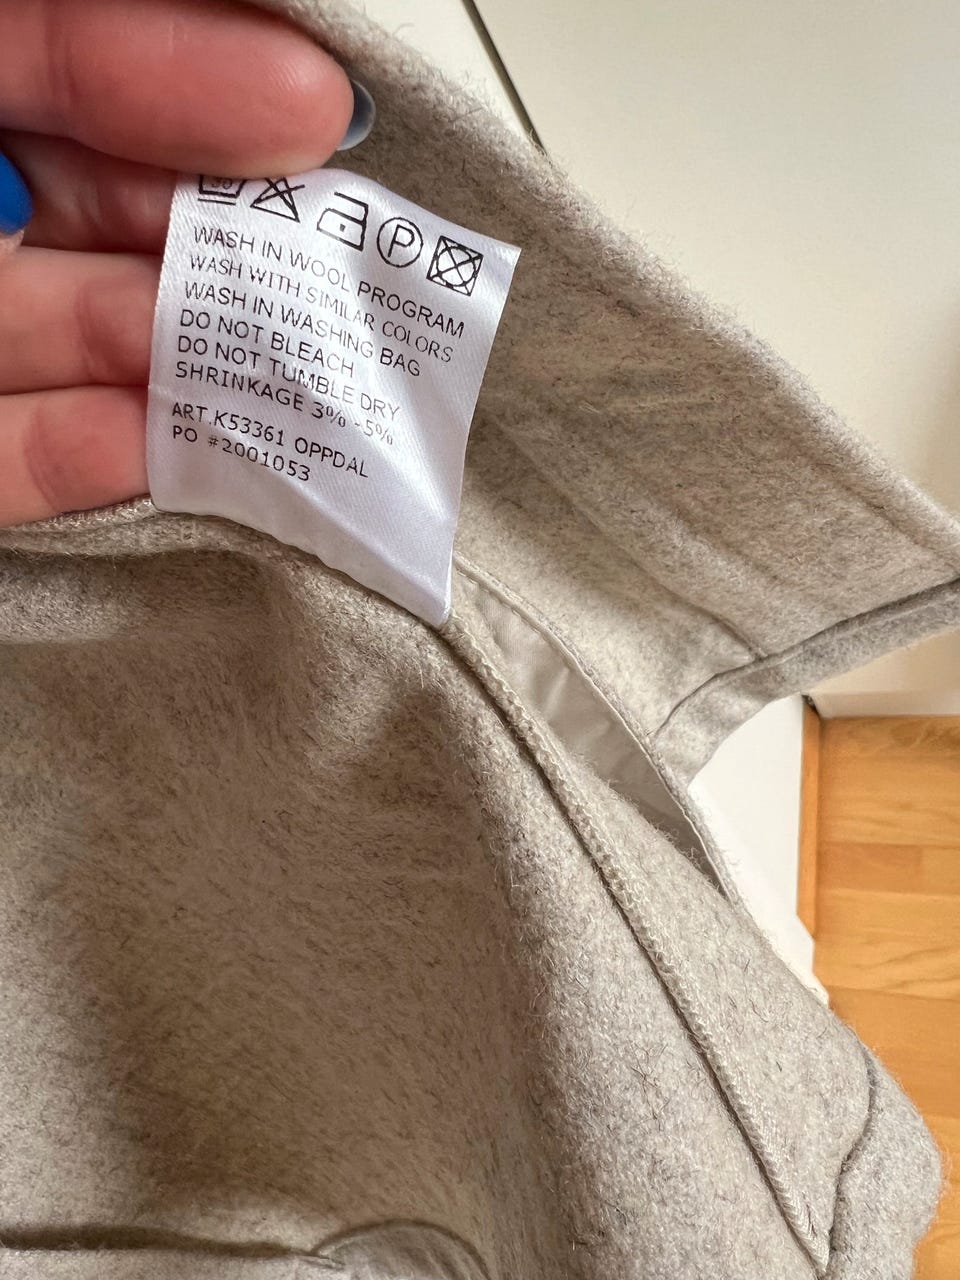 30
P
WASH IN WOOL PROGRAM
WASH WITH SIMILAR COLORS
WASH IN WASHING BAG
DO NOT BLEACH
DO NOT TUMBLE DRY
SHRINKAGE 3% -5%
ART.K53361 OPPDAL
PO #2001053